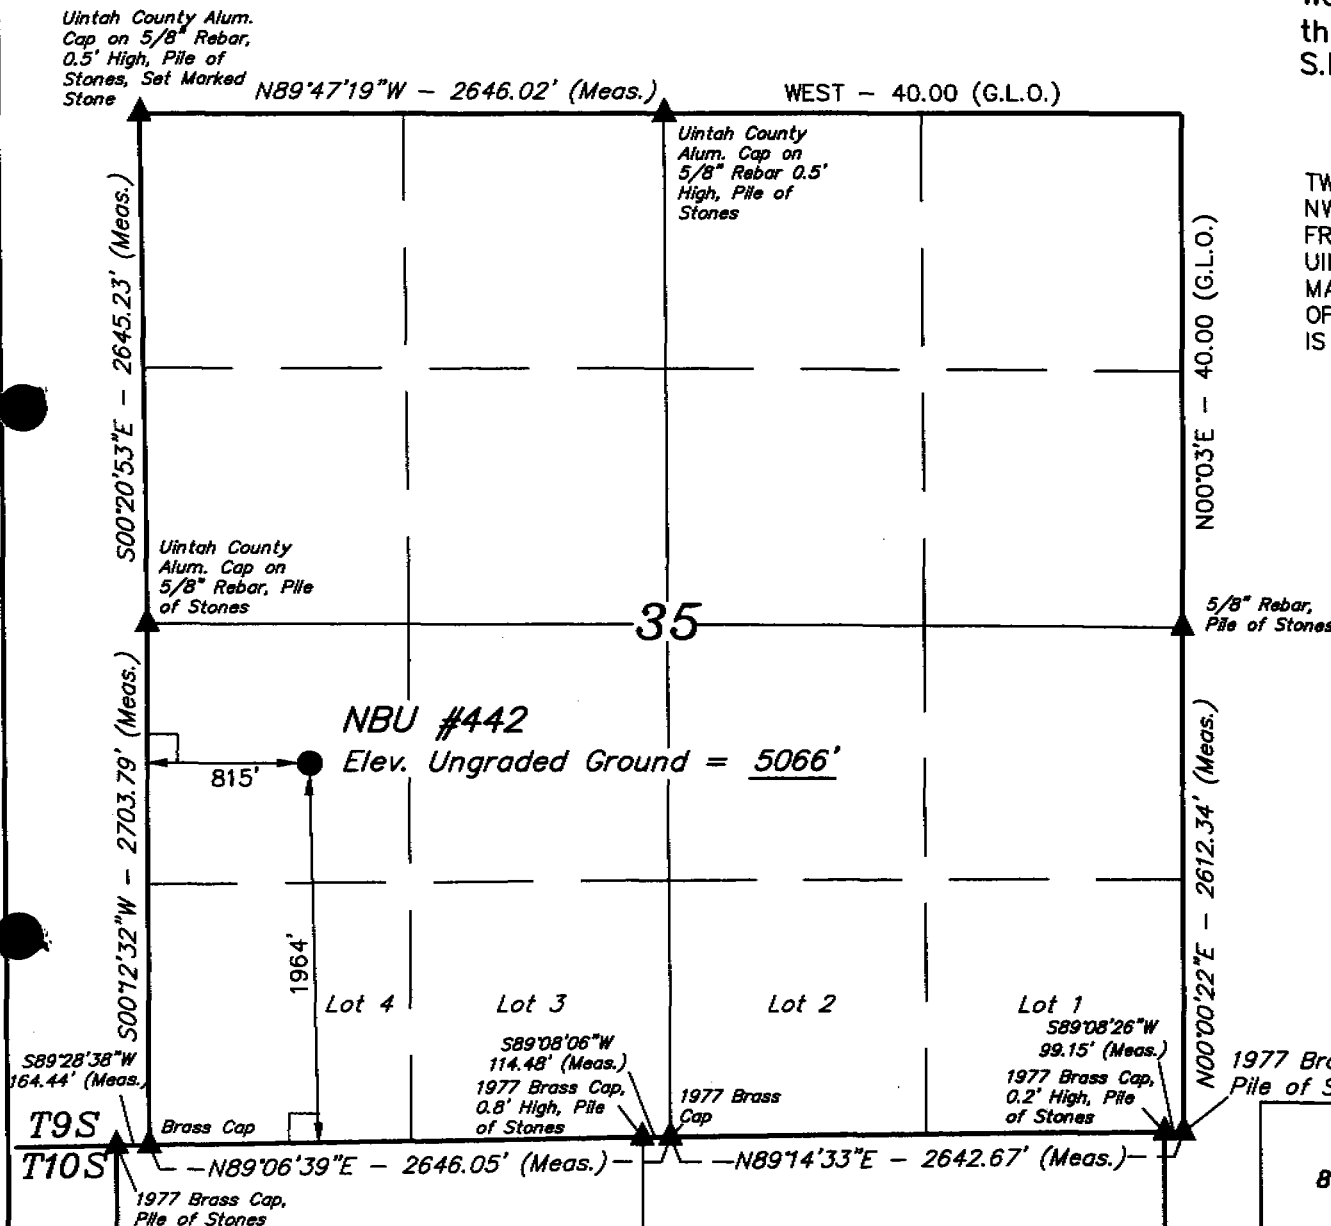 Uintah County Alum.
Cap on 5/8" Rebar,
0.5' High, Pile of
Stones, Set Marked
Stone
N89°47'19"W – 2646.02' (Meas.)
WEST – 40.00 (G.L.O.)
Uintah County
Alum. Cap on
5/8" Rebar 0.5'
High, Pile of
Stones
th
S.
TW
NW
FR
UI
MA
OF
IS
S00°20'53"E – 2645.23' (Meas.)
N00°03'E – 40.00 (G.L.O.)
Uintah County
Alum. Cap on
5/8" Rebar, Pile
of Stones
35
5/8" Rebar,
Pile of Stones
NBU #442
Elev. Ungraded Ground = 5066'
815'
1964'
S00°12'32"W – 2703.79' (Meas.)
N00°00'22"E – 2612.34' (Meas.)
Lot 4
Lot 3
Lot 2
Lot 1
S89°28'38"W
164.44' (Meas.)
S89°08'06"W
114.48' (Meas.)
1977 Brass Cap,
0.8' High, Pile
of Stones
1977 Brass
Cap
S89°08'26"W
99.15' (Meas.)
1977 Brass Cap,
0.2' High, Pile
of Stones
1977 Bra
Pile of S
T9S
T10S
Brass Cap
N89°06'39"E – 2646.05' (Meas.)
N89°14'33"E – 2642.67' (Meas.)
1977 Brass Cap,
Pile of Stones
8